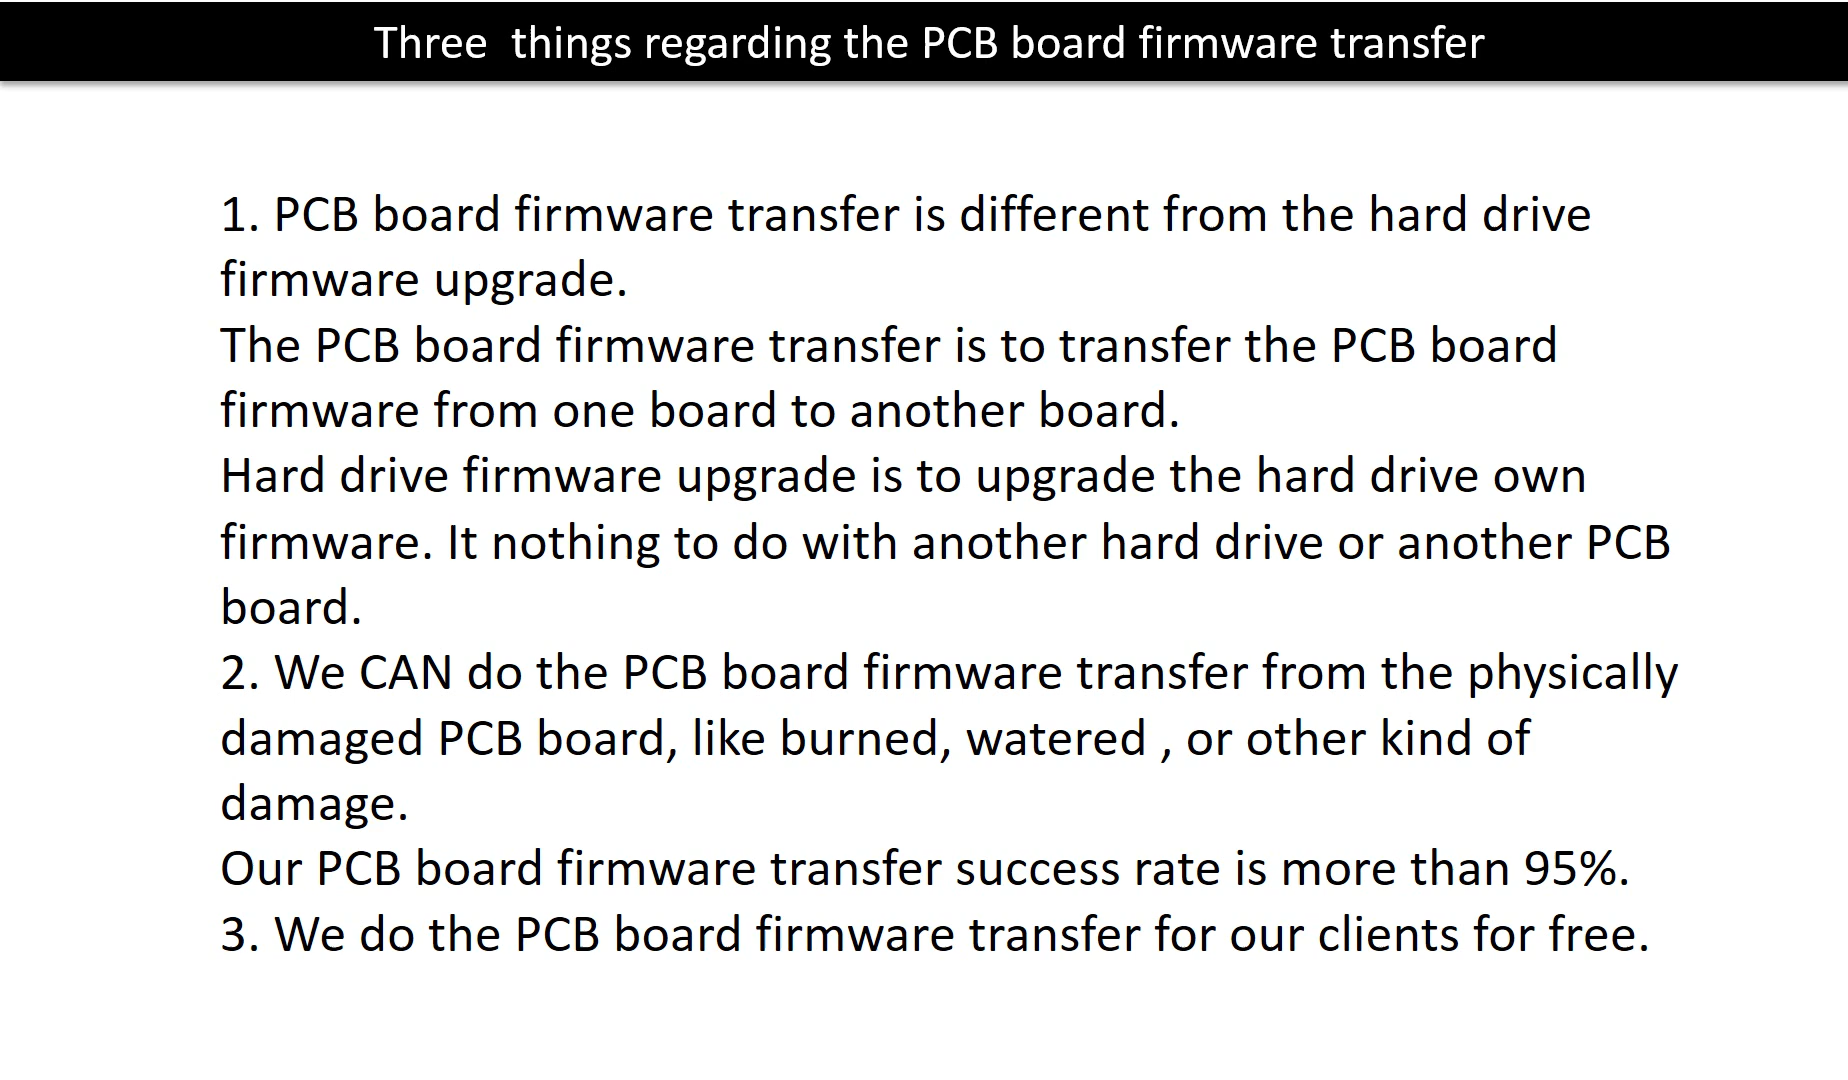 Three  things regarding the PCB board firmware transfer
1. PCB board firmware transfer is different from the hard drive
firmware upgrade.
The PCB board firmware transfer is to transfer the PCB board
firmware from one board to another board.
Hard drive firmware upgrade is to upgrade the hard drive own
firmware. It nothing to do with another hard drive or another PCB
board.
2. We CAN do the PCB board firmware transfer from the physically
damaged PCB board, like burned, watered , or other kind of
damage.
Our PCB board firmware transfer success rate is more than 95%.
3. We do the PCB board firmware transfer for our clients for free.